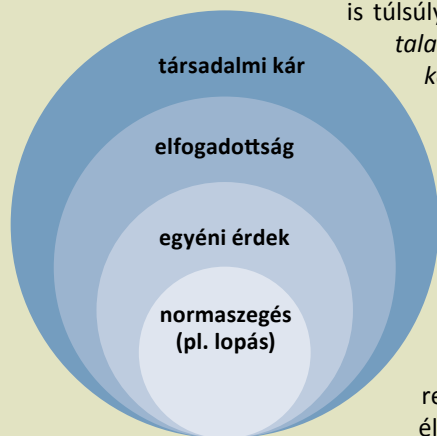 is túlsúly
tala
k
társadalmi kár
elfogadottság
egyéni érdek
normaszegés
(pl. lopás)
re
él